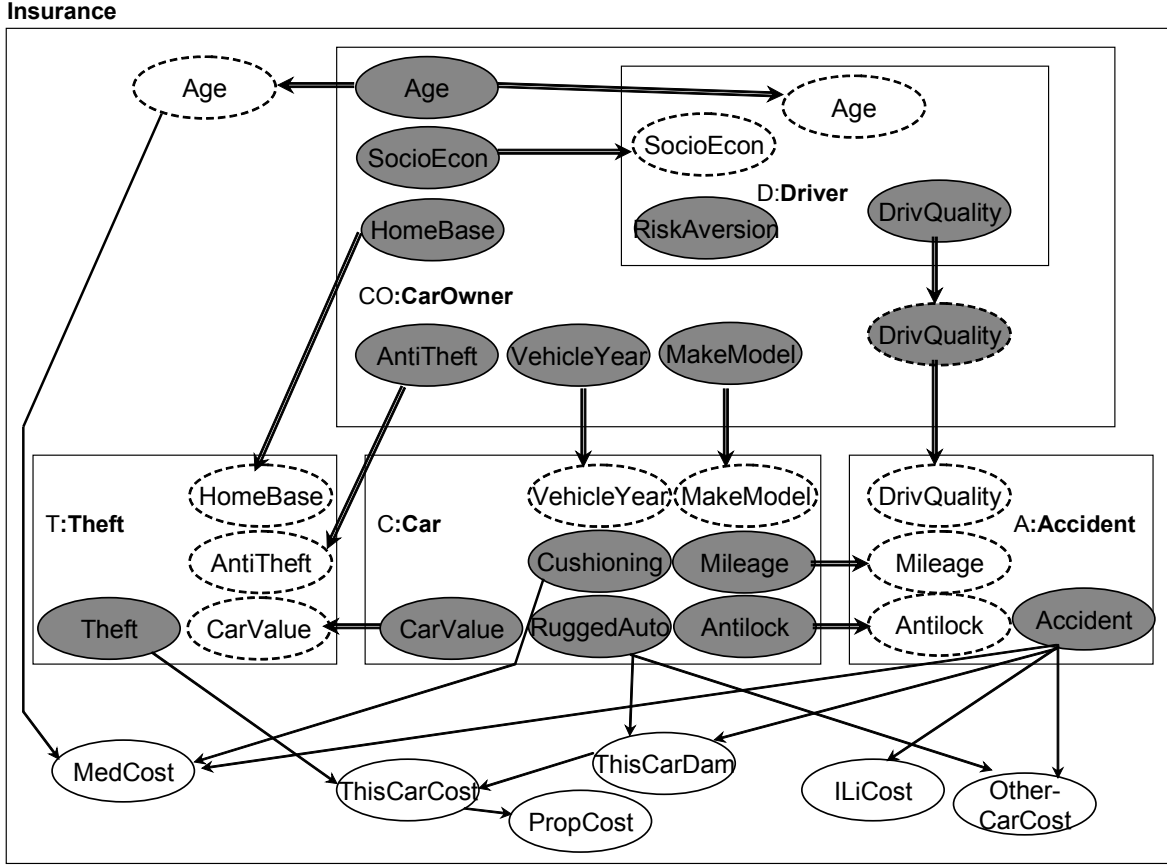 Insurance
Age
Age
Age
SocioEcon
SocioEcon
D:Driver
DrivQuality
HomeBase
RiskAversion
CO:CarOwner
AntiTheft
VehicleYear
MakeModel
DrivQuality
HomeBase
VehicleYear
MakeModel
DrivQuality
T:Theft
C:Car
A:Accident
AntiTheft
Cushioning
Mileage
Mileage
Theft
CarValue
CarValue
RuggedAuto
Antilock
Antilock
Accident
MedCost
ThisCarCost
ThisCarDam
PropCost
ILiCost
Other-
CarCost